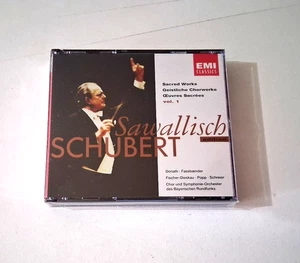 EMI
CLASSICS
Sacred Works
Geistliche Chorwerke
Œuvres Sacrées
vol. 1
Sawallisch
SCHUBERT
Donath · Fassbaender
Fischer-Dieskau · Popp · Schreier
Chor und Symphonie-Orchester
des Bayerischen Rundfunks